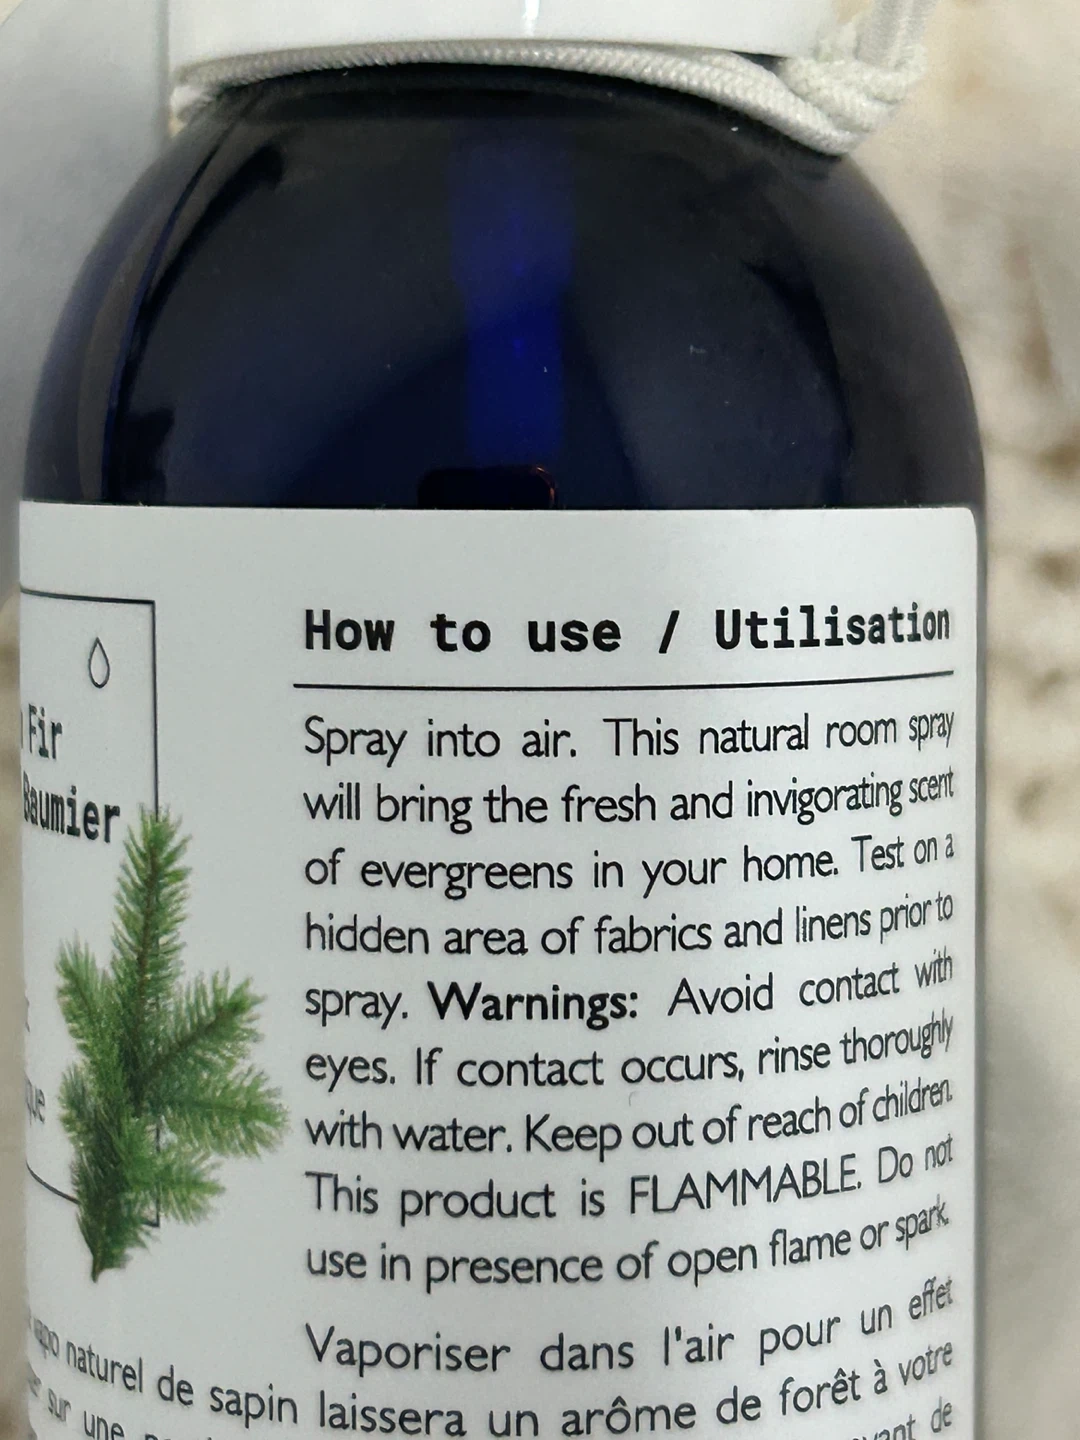 Fir
Baumier
How to use / Utilisation
Spray into air. This natural room spray
will bring the fresh and invigorating scent
of evergreens in your home. Test on a
hidden area of fabrics and linens prior to
spray. Warnings: Avoid contact with
eyes. If contact occurs, rinse thoroughly
with water. Keep out of reach of children.
This product is FLAMMABLE. Do not
use in presence of open flame or spark.
Vaporiser dans l'air pour un effet
naturel de sapin laissera un arôme de forêt à votre
sur une de